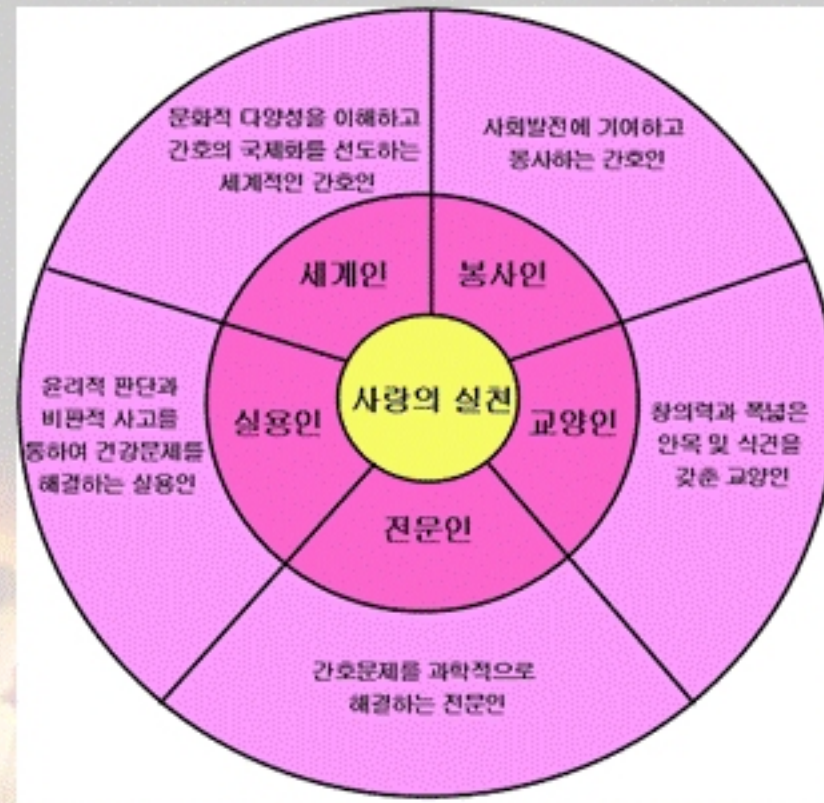 문화적 다양성을 이해하고
간호의 국제화를 선도하는
세계적인 간호인
사회발전에 기여하고
봉사하는 간호인
세계인
봉사인
윤리적 판단과
비판적 사고를
통하여 건강문제를
해결하는 실용인
실용인
사랑의 실천
교양인
창의력과 폭넓은
안목 및 식견을
갖춘 교양인
전문인
간호문제를 과학적으로
해결하는 전문인